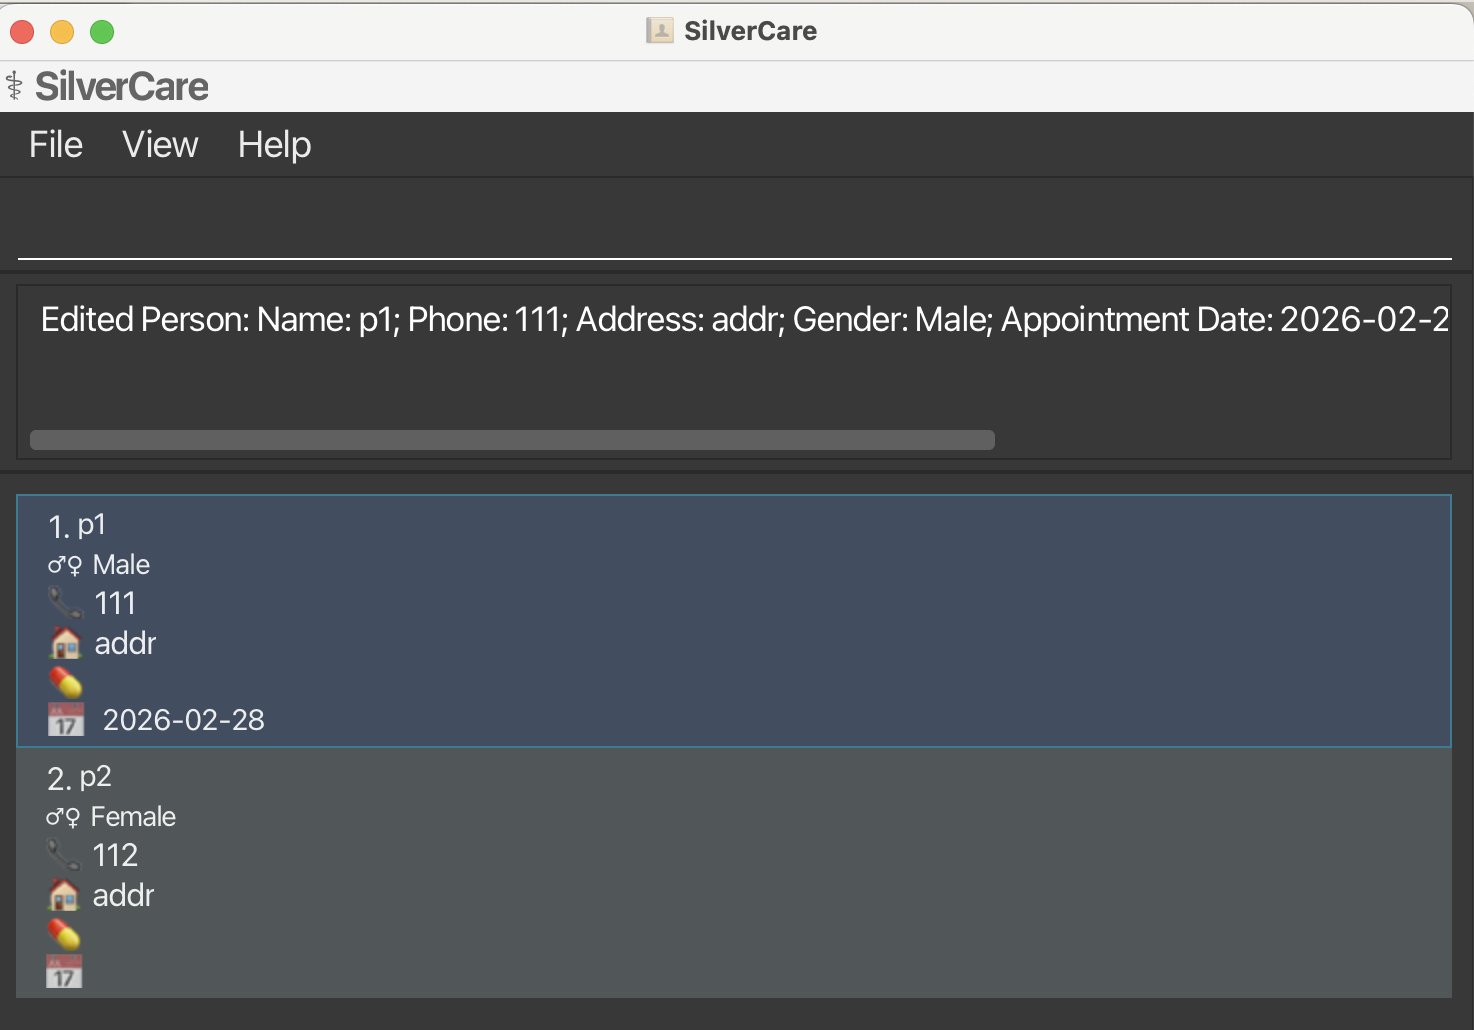 SilverCare
⚕ SilverCare
File View Help
Edited Person: Name: p1; Phone: 111; Address: addr; Gender: Male; Appointment Date: 2026-02-2
1. p1
♂♀ Male
111
addr
17
2026-02-28
2. p2
♂♀ Female
112
addr
17